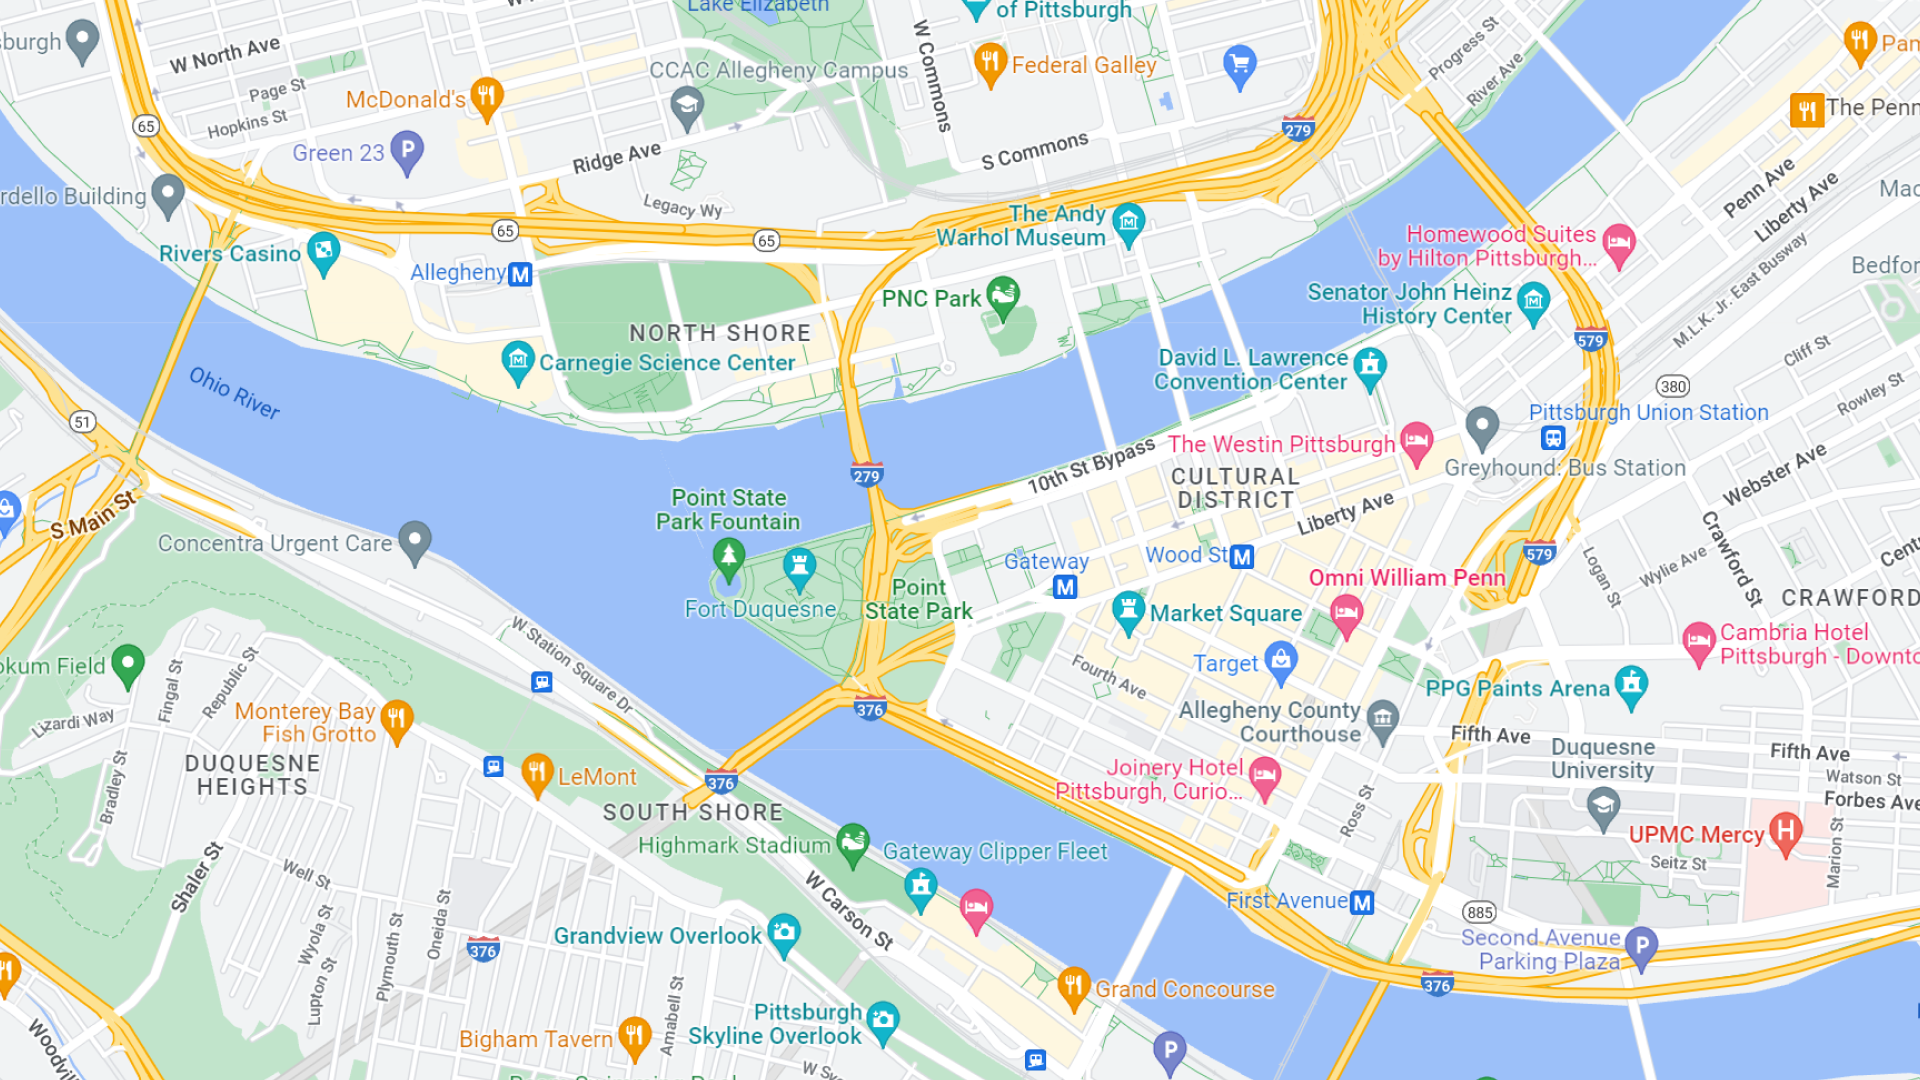 Lake Elizabeth
of Pittsburgh
burgh
W North Ave
W Commons
Progress St
River Ave
Federal Galley
CCAC Allegheny Campus
Page St
McDonald's
Hopkins St
65
Green 23
Ridge Ave
S Commons
279
The Penn
Penn Ave
Liberty Ave
rdello Building
Legacy Wy
65
65
The Andy
Warhol Museum
Rivers Casino
Allegheny
M
Homewood Suites
by Hilton Pittsburgh...
M.L.K. Jr. East Busway
PNC Park
Senator John Heinz
History Center
NORTH SHORE
Carnegie Science Center
579
Cliff St
David L. Lawrence
Convention Center
380
Rowley St
Ohio River
51
Pittsburgh Union Station
The Westin Pittsburgh
10th St Bypass
279
CULTURAL
DISTRICT
Greyhound: Bus Station
Webster Ave
S Main St
Point State
Park Fountain
Liberty Ave
Crawford St
Concentra Urgent Care
Gateway
M
Wood St
M
579
Logan St
Wylie Ave
Omni William Penn
Point
State Park
Fort Duquesne
CRAWFORD
Market Square
W Station Square Dr
Fingal St
Republic St
okum Field
Fourth Ave
Target
Cambria Hotel
Pittsburgh - Downto
PPG Paints Arena
Lizardi Way
Monterey Bay
Fish Grotto
376
Allegheny County
Courthouse
Fifth Ave
Fifth Ave
Duquesne
University
DUQUESNE
HEIGHTS
Bradley St
LeMont
376
Joinery Hotel
Pittsburgh, Curio...
Watson St
Forbes Ave
SOUTH SHORE
Ross St
Highmark Stadium
Gateway Clipper Fleet
UPMC Mercy
H
Seitz St
Marion St
Shaler St
Well St
W Carson St
First Avenue
M
885
Wyola St
Plymouth St
Oneida St
376
Grandview Overlook
Second Avenue
Parking Plaza
P
Lupton St
Amabell St
Grand Concourse
376
Pittsburgh
Skyline Overlook
Bigham Tavern
P